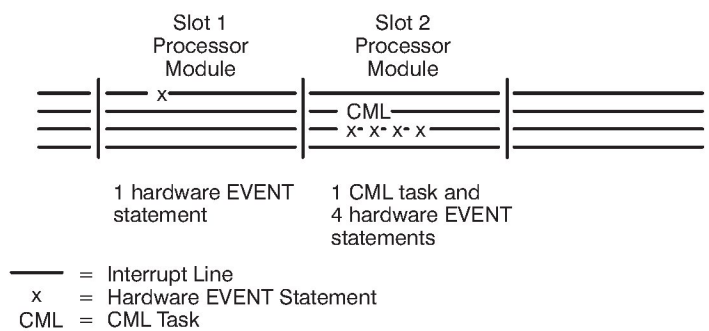 Slot 1
Processor
Module
Slot 2
Processor
Module
x
CML
x x x x
1 hardware EVENT
statement
1 CML task and
4 hardware EVENT
statements
= Interrupt Line
x = Hardware EVENT Statement
CML = CML Task